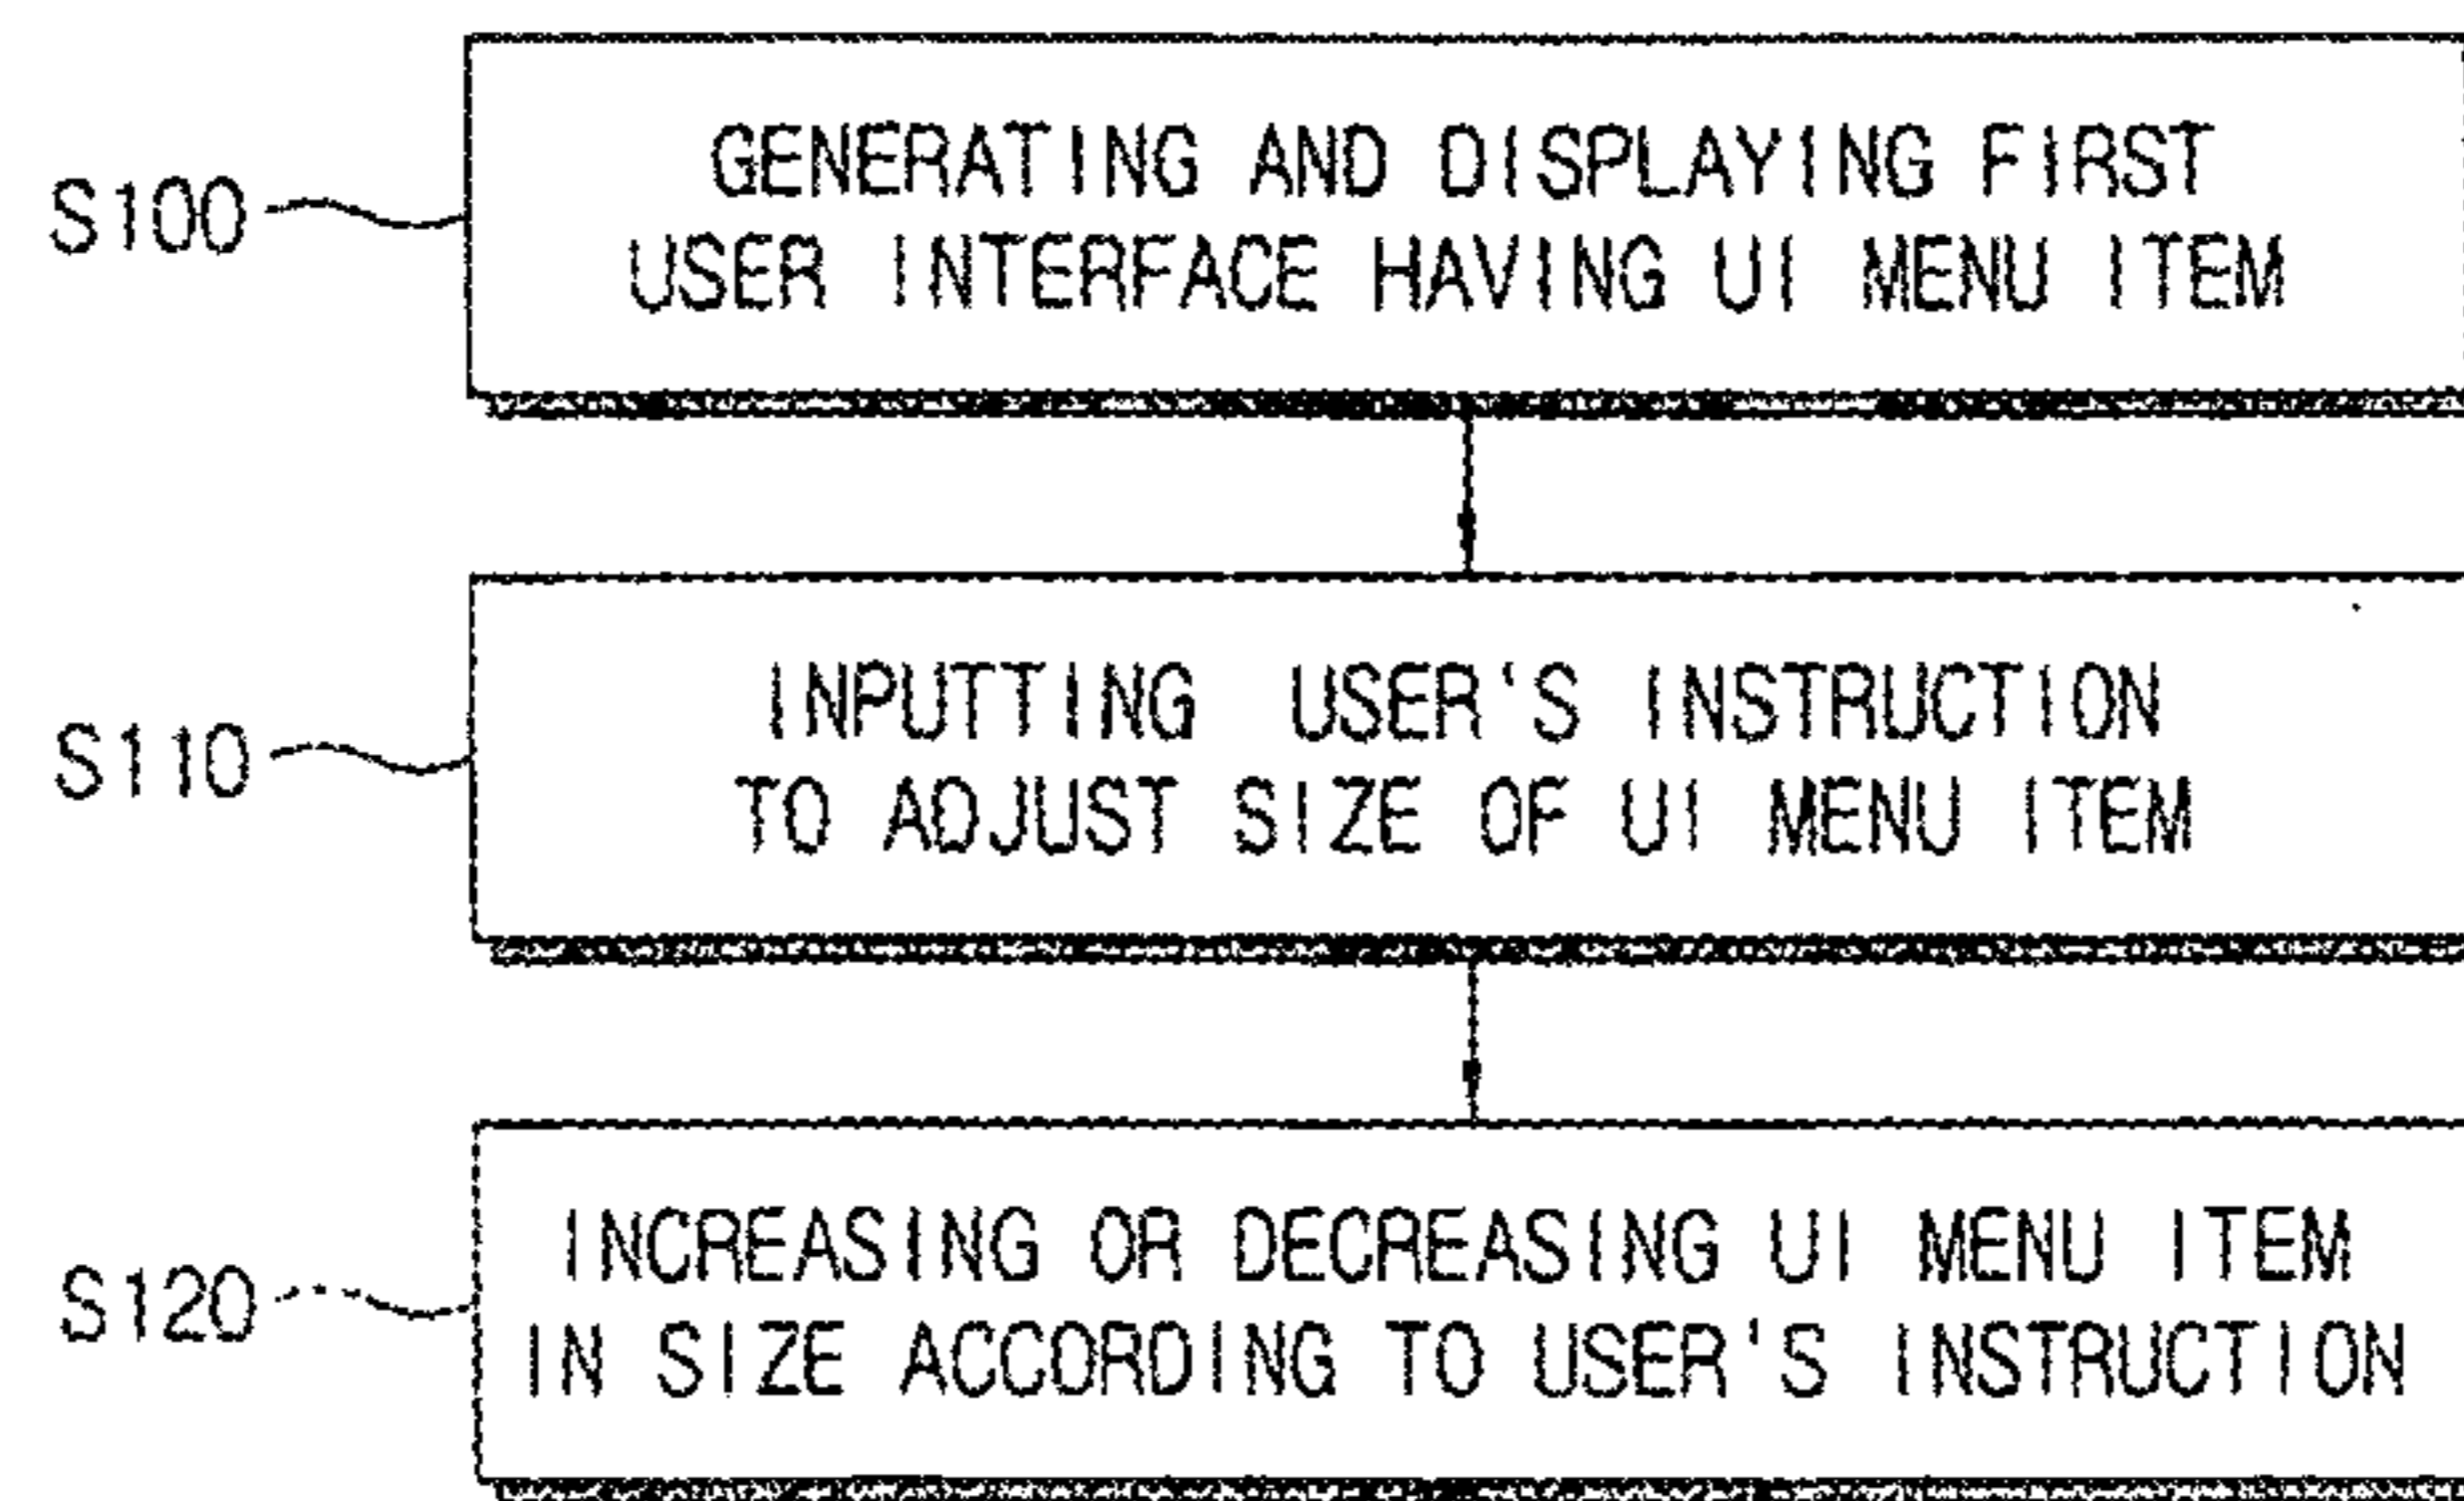 S100
GENERATING AND DISPLAYING FIRST
USER INTERFACE HAVING UI MENU ITEM
S110
INPUTTING USER'S INSTRUCTION
TO ADJUST SIZE OF UI MENU ITEM
S120
INCREASING OR DECREASING UI MENU ITEM
IN SIZE ACCORDING TO USER'S INSTRUCTION